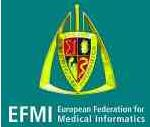 EFMI European Federation for
Medical Informatics